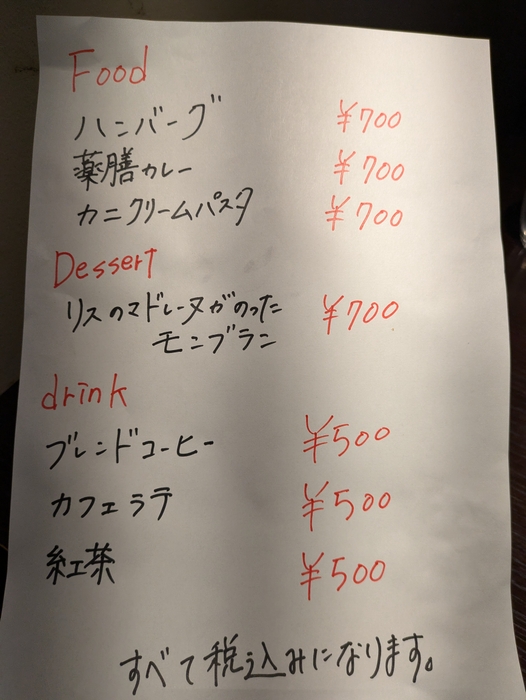 Food
ハンバーグ ¥700
薬膳カレー ¥700
カニクリームパスタ ¥700
Dessert
リスのマドレーヌがのった ¥700
モンブラン
drink
ブレンドコーヒー ¥500
カフェラテ ¥500
紅茶 ¥500
すべて税込みになります。